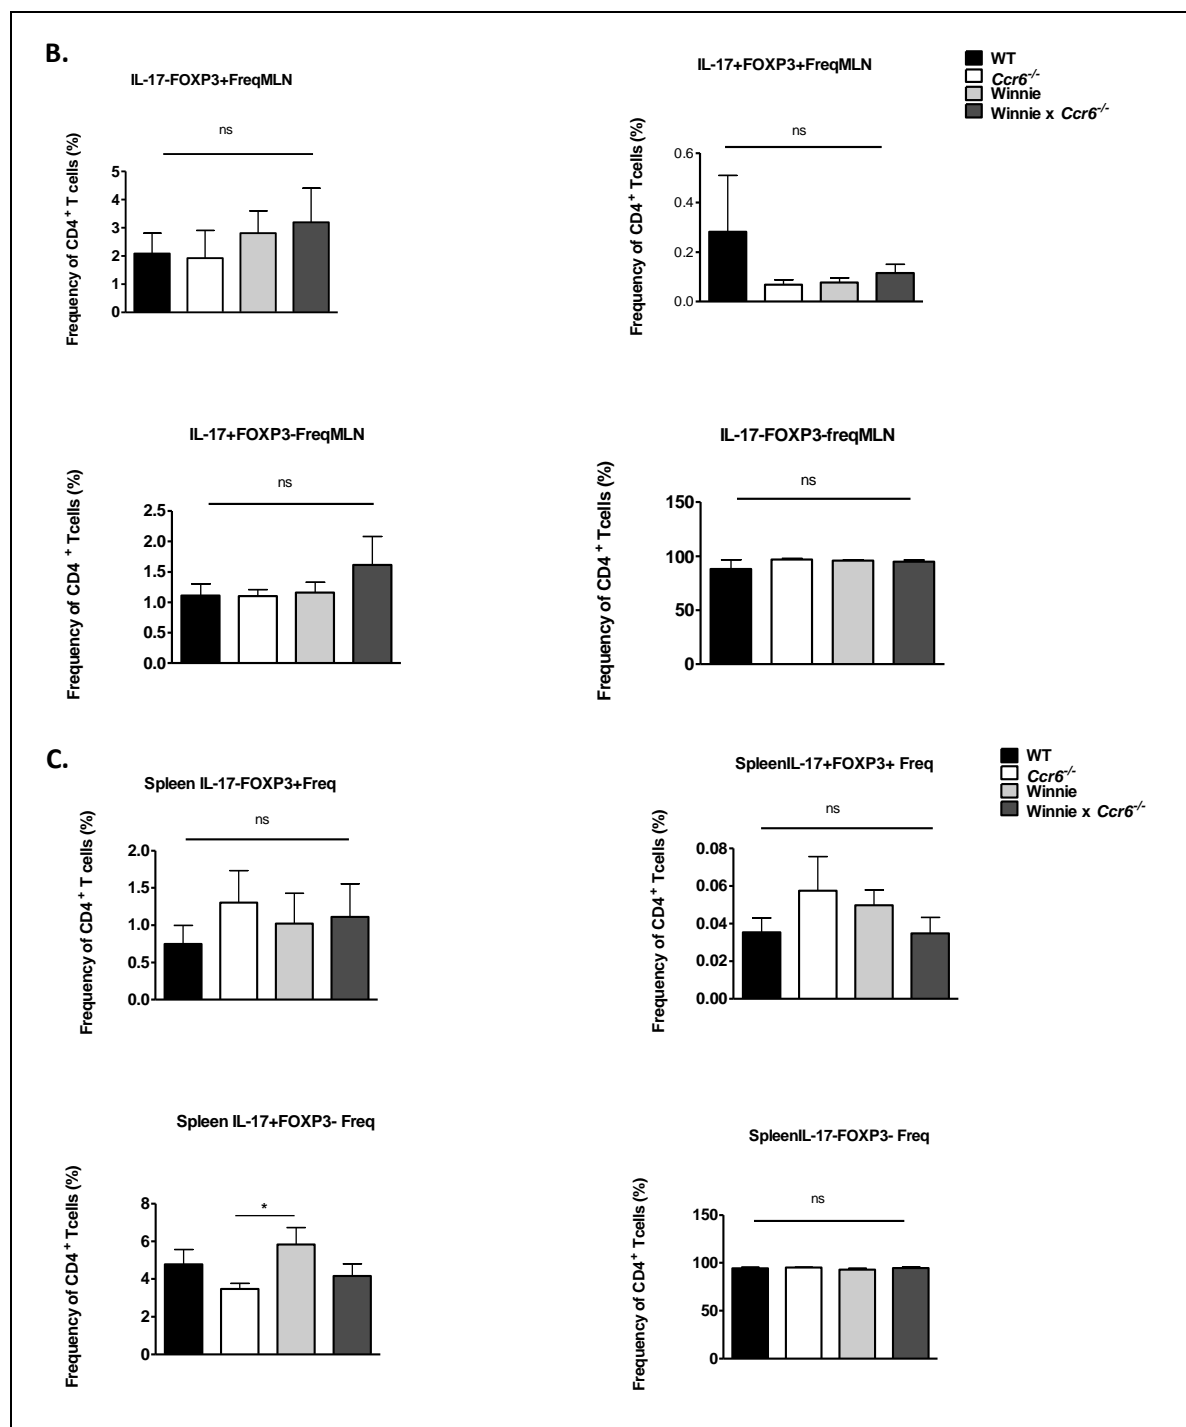 B.
IL-17-FOXP3+FreqMLN
ns
Frequency of CD4+ T cells (%)
5
4
3
2
1
0
IL-17+FOXP3+FreqMLN
ns
Frequency of CD4+ Tcells (%)
0.6
0.4
0.2
0.0
WT
Ccr6-/-
Winnie
Winnie x Ccr6-/-
IL-17+FOXP3-FreqMLN
ns
Frequency of CD4 + Tcells (%)
2.5
2.0
1.5
1.0
0.5
0.0
IL-17-FOXP3-freqMLN
ns
Frequency of CD4+ Tcells (%)
150
100
50
0
C.
Spleen IL-17-FOXP3+Freq
ns
Frequency of CD4+ T cells (%)
2.0
1.5
1.0
0.5
0.0
SpleenIL-17+FOXP3+ Freq
ns
Frequency of CD4+ Tcells (%)
0.08
0.06
0.04
0.02
0.00
WT
Ccr6-/-
Winnie
Winnie x Ccr6-/-
Spleen IL-17+FOXP3- Freq
*
Frequency of CD4+ Tcells (%)
8
6
4
2
0
SpleenIL-17-FOXP3- Freq
ns
Frequency of CD4+ Tcells (%)
150
100
50
0